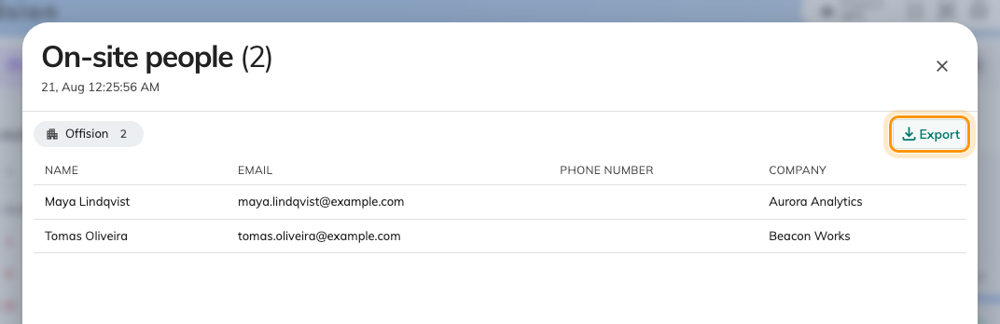 On-site people (2)
21, Aug 12:25:56 AM
Offision 2
Export
NAME EMAIL PHONE NUMBER COMPANY
Maya Lindqvist maya.lindqvist@example.com Aurora Analytics
Tomas Oliveira tomas.oliveira@example.com Beacon Works